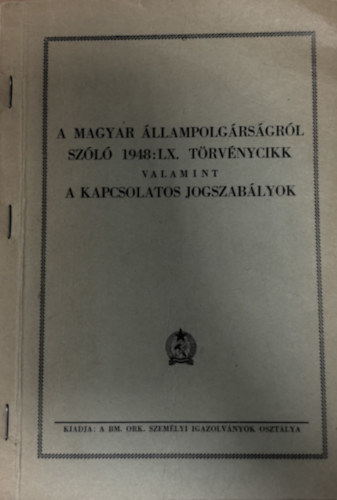 A MAGYAR ÁLLAMPOLGÁRSÁGRÓL
SZÓLÓ 1948:LX. TÖRVÉNYCIKK
VALAMINT
A KAPCSOLATOS JOGSZABÁLYOK
KIADJA: A BM. ORK. SZEMÉLYI IGAZOLVÁNYOK OSZTÁLYA